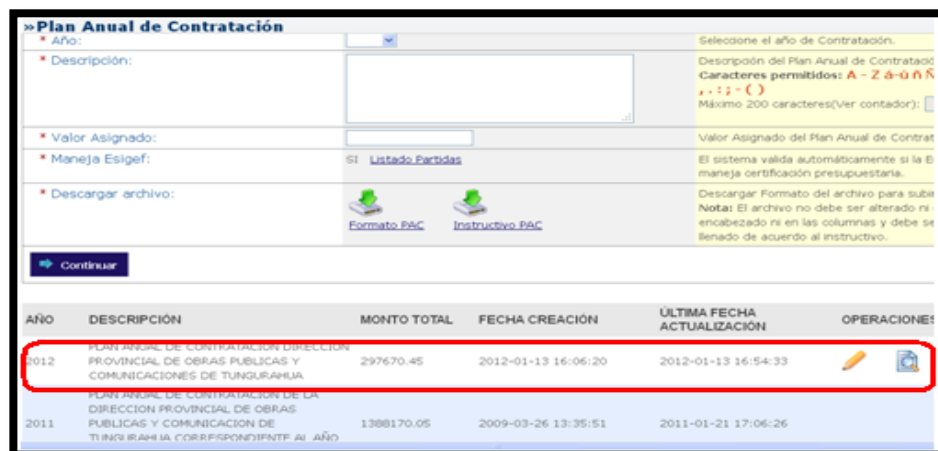 »Plan Anual de Contratación
* Año:
Seleccione el año de Contratación.
* Descripción:
Descripción del Plan Anual de Contratació
Caracteres permitidos: A - Z á-ú ñ Ñ
, . : ; - ( )
Máximo 200 caracteres(Ver contador):
* Valor Asignado:
Valor Asignado del Plan Anual de Contrat
* Maneja Esigef:
SI Listado Partidas
El sistema valida automáticamente si la E
maneja certificación presupuestaria.
* Descargar archivo:
Formato PAC Instructivo PAC
Descargar Formato del archivo para subir
Nota: El archivo no debe ser alterado ni
encabezado ni en las columnas y debe se
llenado de acuerdo al instructivo.
Continuar
AÑO DESCRIPCIÓN MONTO TOTAL FECHA CREACIÓN ÚLTIMA FECHA ACTUALIZACIÓN OPERACIONES
PLAN ANUAL DE CONTRATACION DIRECCION
2012 PROVINCIAL DE OBRAS PUBLICAS Y 297670.45 2012-01-13 16:06:20 2012-01-13 16:54:33
COMUNICACIONES DE TUNGURAHUA
PLAN ANUAL DE CONTRATACION DE LA
DIRECCION PROVINCIAL DE OBRAS
2011 PUBLICAS Y COMUNICACION DE 1388170.05 2009-03-26 13:35:51 2011-01-21 17:06:26
TUNGURAHUA CORRESPONDIENTE AL AÑO